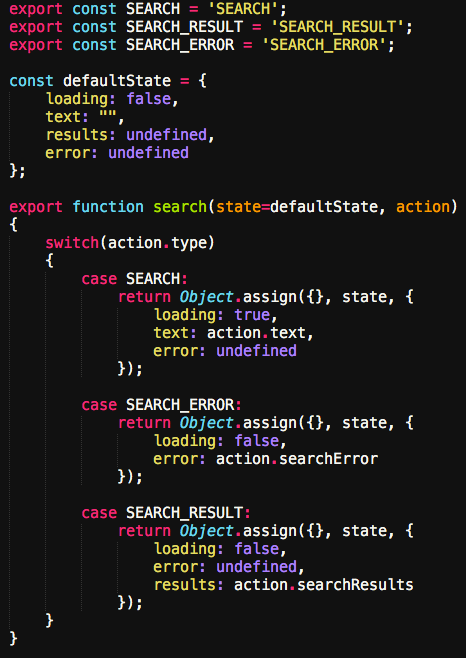 export const SEARCH = 'SEARCH';
export const SEARCH_RESULT = 'SEARCH_RESULT';
export const SEARCH_ERROR = 'SEARCH_ERROR';

const defaultState = {
    loading: false,
    text: "",
    results: undefined,
    error: undefined
};

export function search(state=defaultState, action)
{
    switch(action.type)
    {
        case SEARCH:
            return Object.assign({}, state, {
                loading: true,
                text: action.text,
                error: undefined
            });

        case SEARCH_ERROR:
            return Object.assign({}, state, {
                loading: false,
                error: action.searchError
            });

        case SEARCH_RESULT:
            return Object.assign({}, state, {
                loading: false,
                error: undefined,
                results: action.searchResults
            });
    }
}